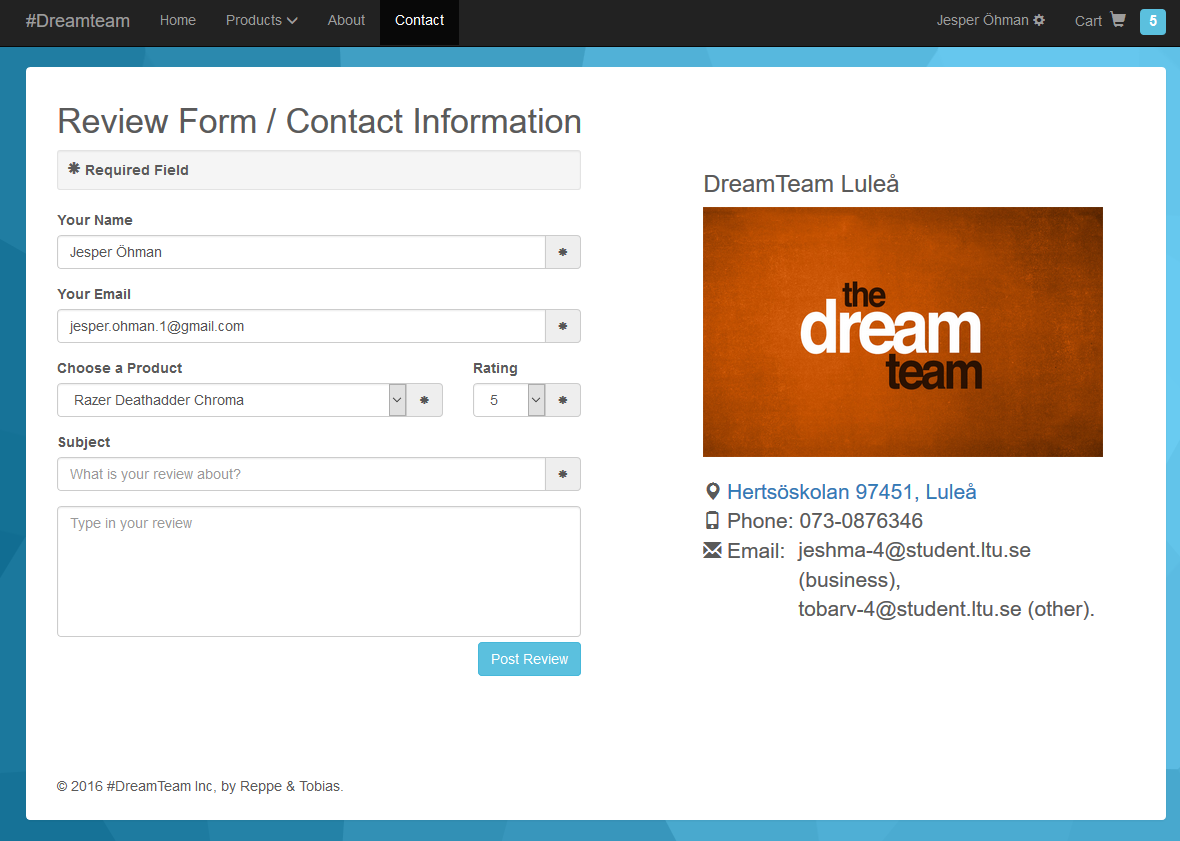 #Dreamteam Home Products About Contact Jesper Öhman Cart 5
Review Form / Contact Information
Required Field
Your Name
Jesper Öhman
Your Email
jesper.ohman.1@gmail.com
Choose a Product Rating
Razer Deathadder Chroma 5
Subject
What is your review about?
Type in your review
Post Review
DreamTeam Luleå
the
dream
team
Hertsöskolan 97451, Luleå
Phone: 073-0876346
Email: jeshma-4@student.ltu.se
(business),
tobarv-4@student.ltu.se (other).
© 2016 #DreamTeam Inc, by Reppe & Tobias.